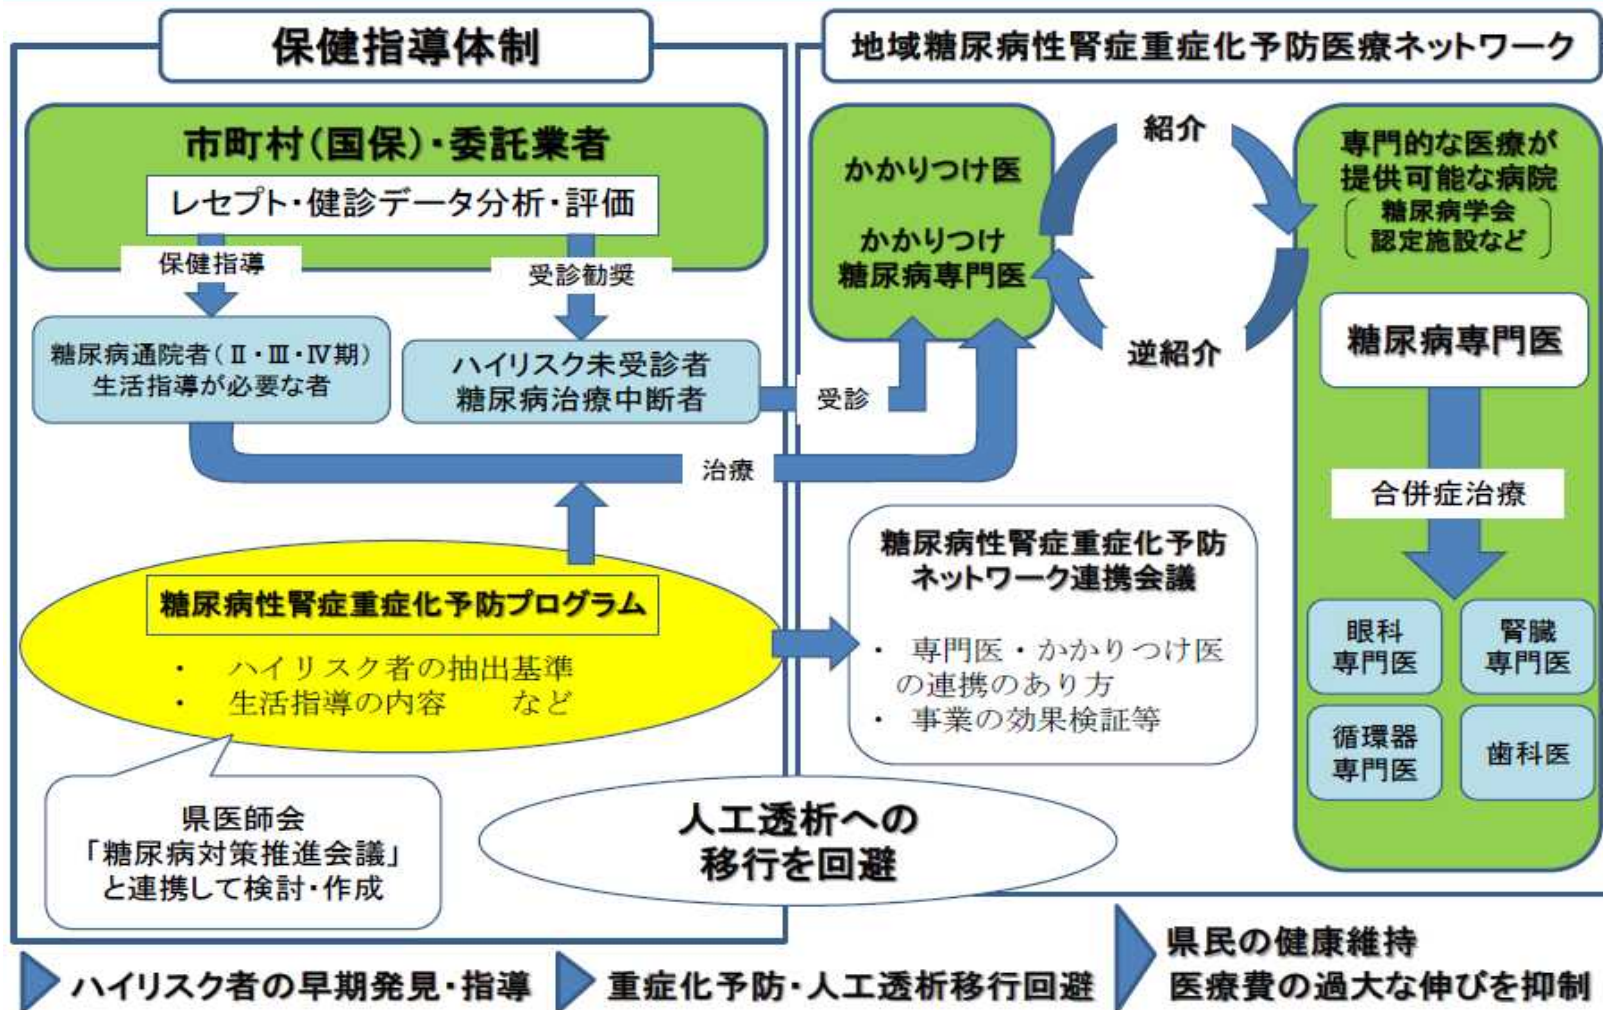 保健指導体制
市町村(国保)・委託業者
レセプト・健診データ分析・評価
保健指導
受診勧奨
糖尿病通院者(Ⅱ・Ⅲ・Ⅳ期)
生活指導が必要な者
ハイリスク未受診者
糖尿病治療中断者
受診
治療
糖尿病性腎症重症化予防プログラム
・ ハイリスク者の抽出基準
・ 生活指導の内容 など
県医師会
「糖尿病対策推進会議」
と連携して検討・作成
地域糖尿病性腎症重症化予防医療ネットワーク
かかりつけ医
かかりつけ
糖尿病専門医
紹介
逆紹介
専門的な医療が
提供可能な病院
糖尿病学会
認定施設など
糖尿病専門医
合併症治療
眼科
専門医
腎臓
専門医
循環器
専門医
歯科医
糖尿病性腎症重症化予防
ネットワーク連携会議
・ 専門医・かかりつけ医
の連携のあり方
・ 事業の効果検証等
人工透析への
移行を回避
ハイリスク者の早期発見・指導
重症化予防・人工透析移行回避
県民の健康維持
医療費の過大な伸びを抑制